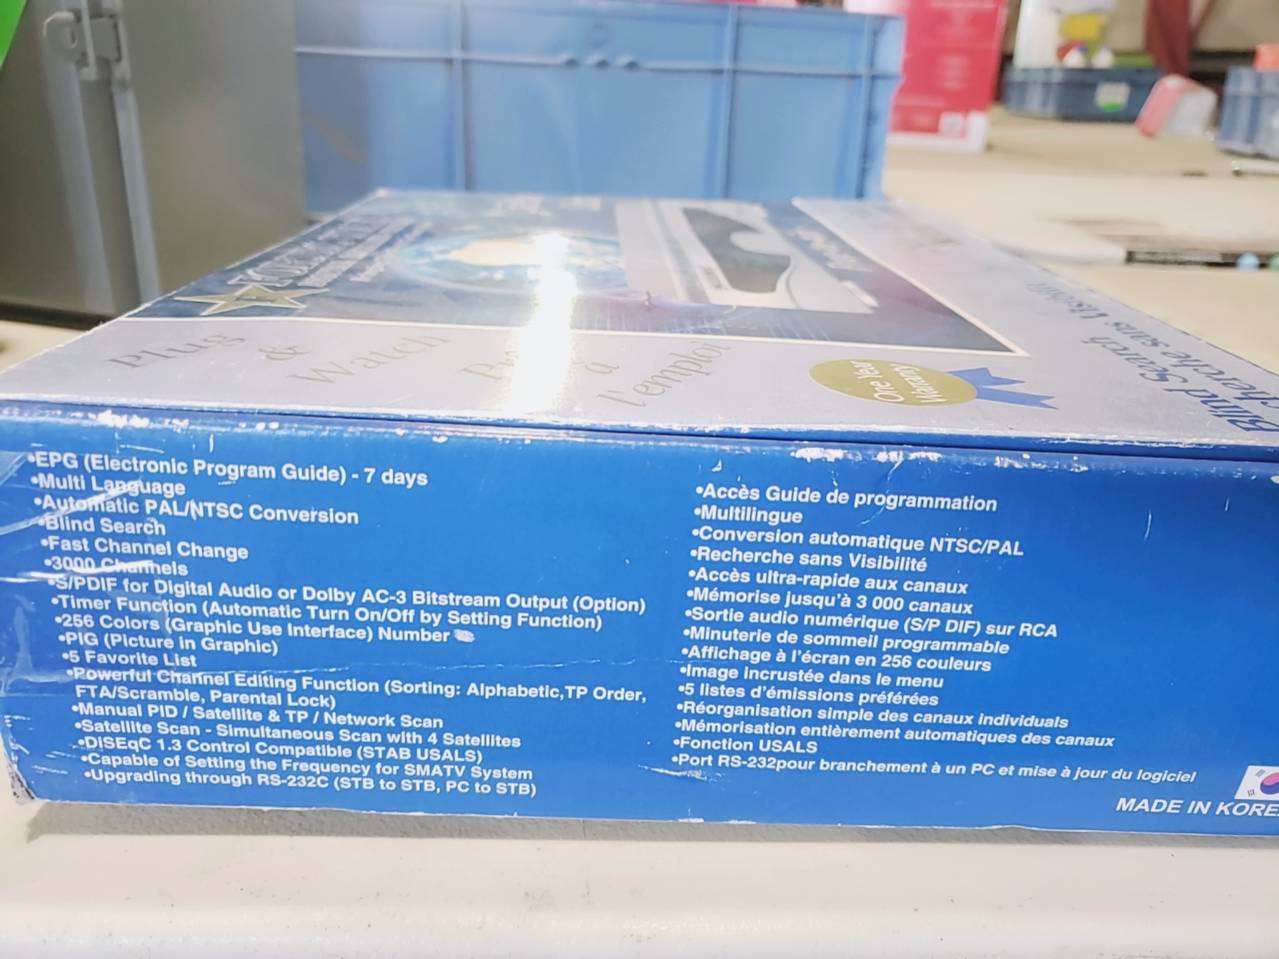 Plug
&
Watch
à
l'emploi
One Year
Warranty
Blind Search
•EPG (Electronic Program Guide) - 7 days
•Multi Language
•Automatic PAL/NTSC Conversion
•Blind Search
•Fast Channel Change
•3000 Channels
•S/PDIF for Digital Audio or Dolby AC-3 Bitstream Output (Option)
•Timer Function (Automatic Turn On/Off by Setting Function)
•256 Colors (Graphic Use Interface) Number
•PIG (Picture in Graphic)
•5 Favorite List
•Powerful Channel Editing Function (Sorting: Alphabetic,TP Order,
FTA/Scramble, Parental Lock)
•Manual PID / Satellite & TP / Network Scan
•Satellite Scan - Simultaneous Scan with 4 Satellites
•DiSEqC 1.3 Control Compatible (STAB USALS)
•Capable of Setting the Frequency for SMATV System
•Upgrading through RS-232C (STB to STB, PC to STB)
•Accès Guide de programmation
•Multilingue
•Conversion automatique NTSC/PAL
•Recherche sans Visibilité
•Accès ultra-rapide aux canaux
•Mémorise jusqu'à 3 000 canaux
•Sortie audio numérique (S/P DIF) sur RCA
•Minuterie de sommeil programmable
•Affichage à l'écran en 256 couleurs
•Image incrustée dans le menu
•5 listes d'émissions préférées
•Réorganisation simple des canaux individuals
•Mémorisation entièrement automatiques des canaux
•Fonction USALS
•Port RS-232pour branchement à un PC et mise à jour du logiciel
MADE IN KORE